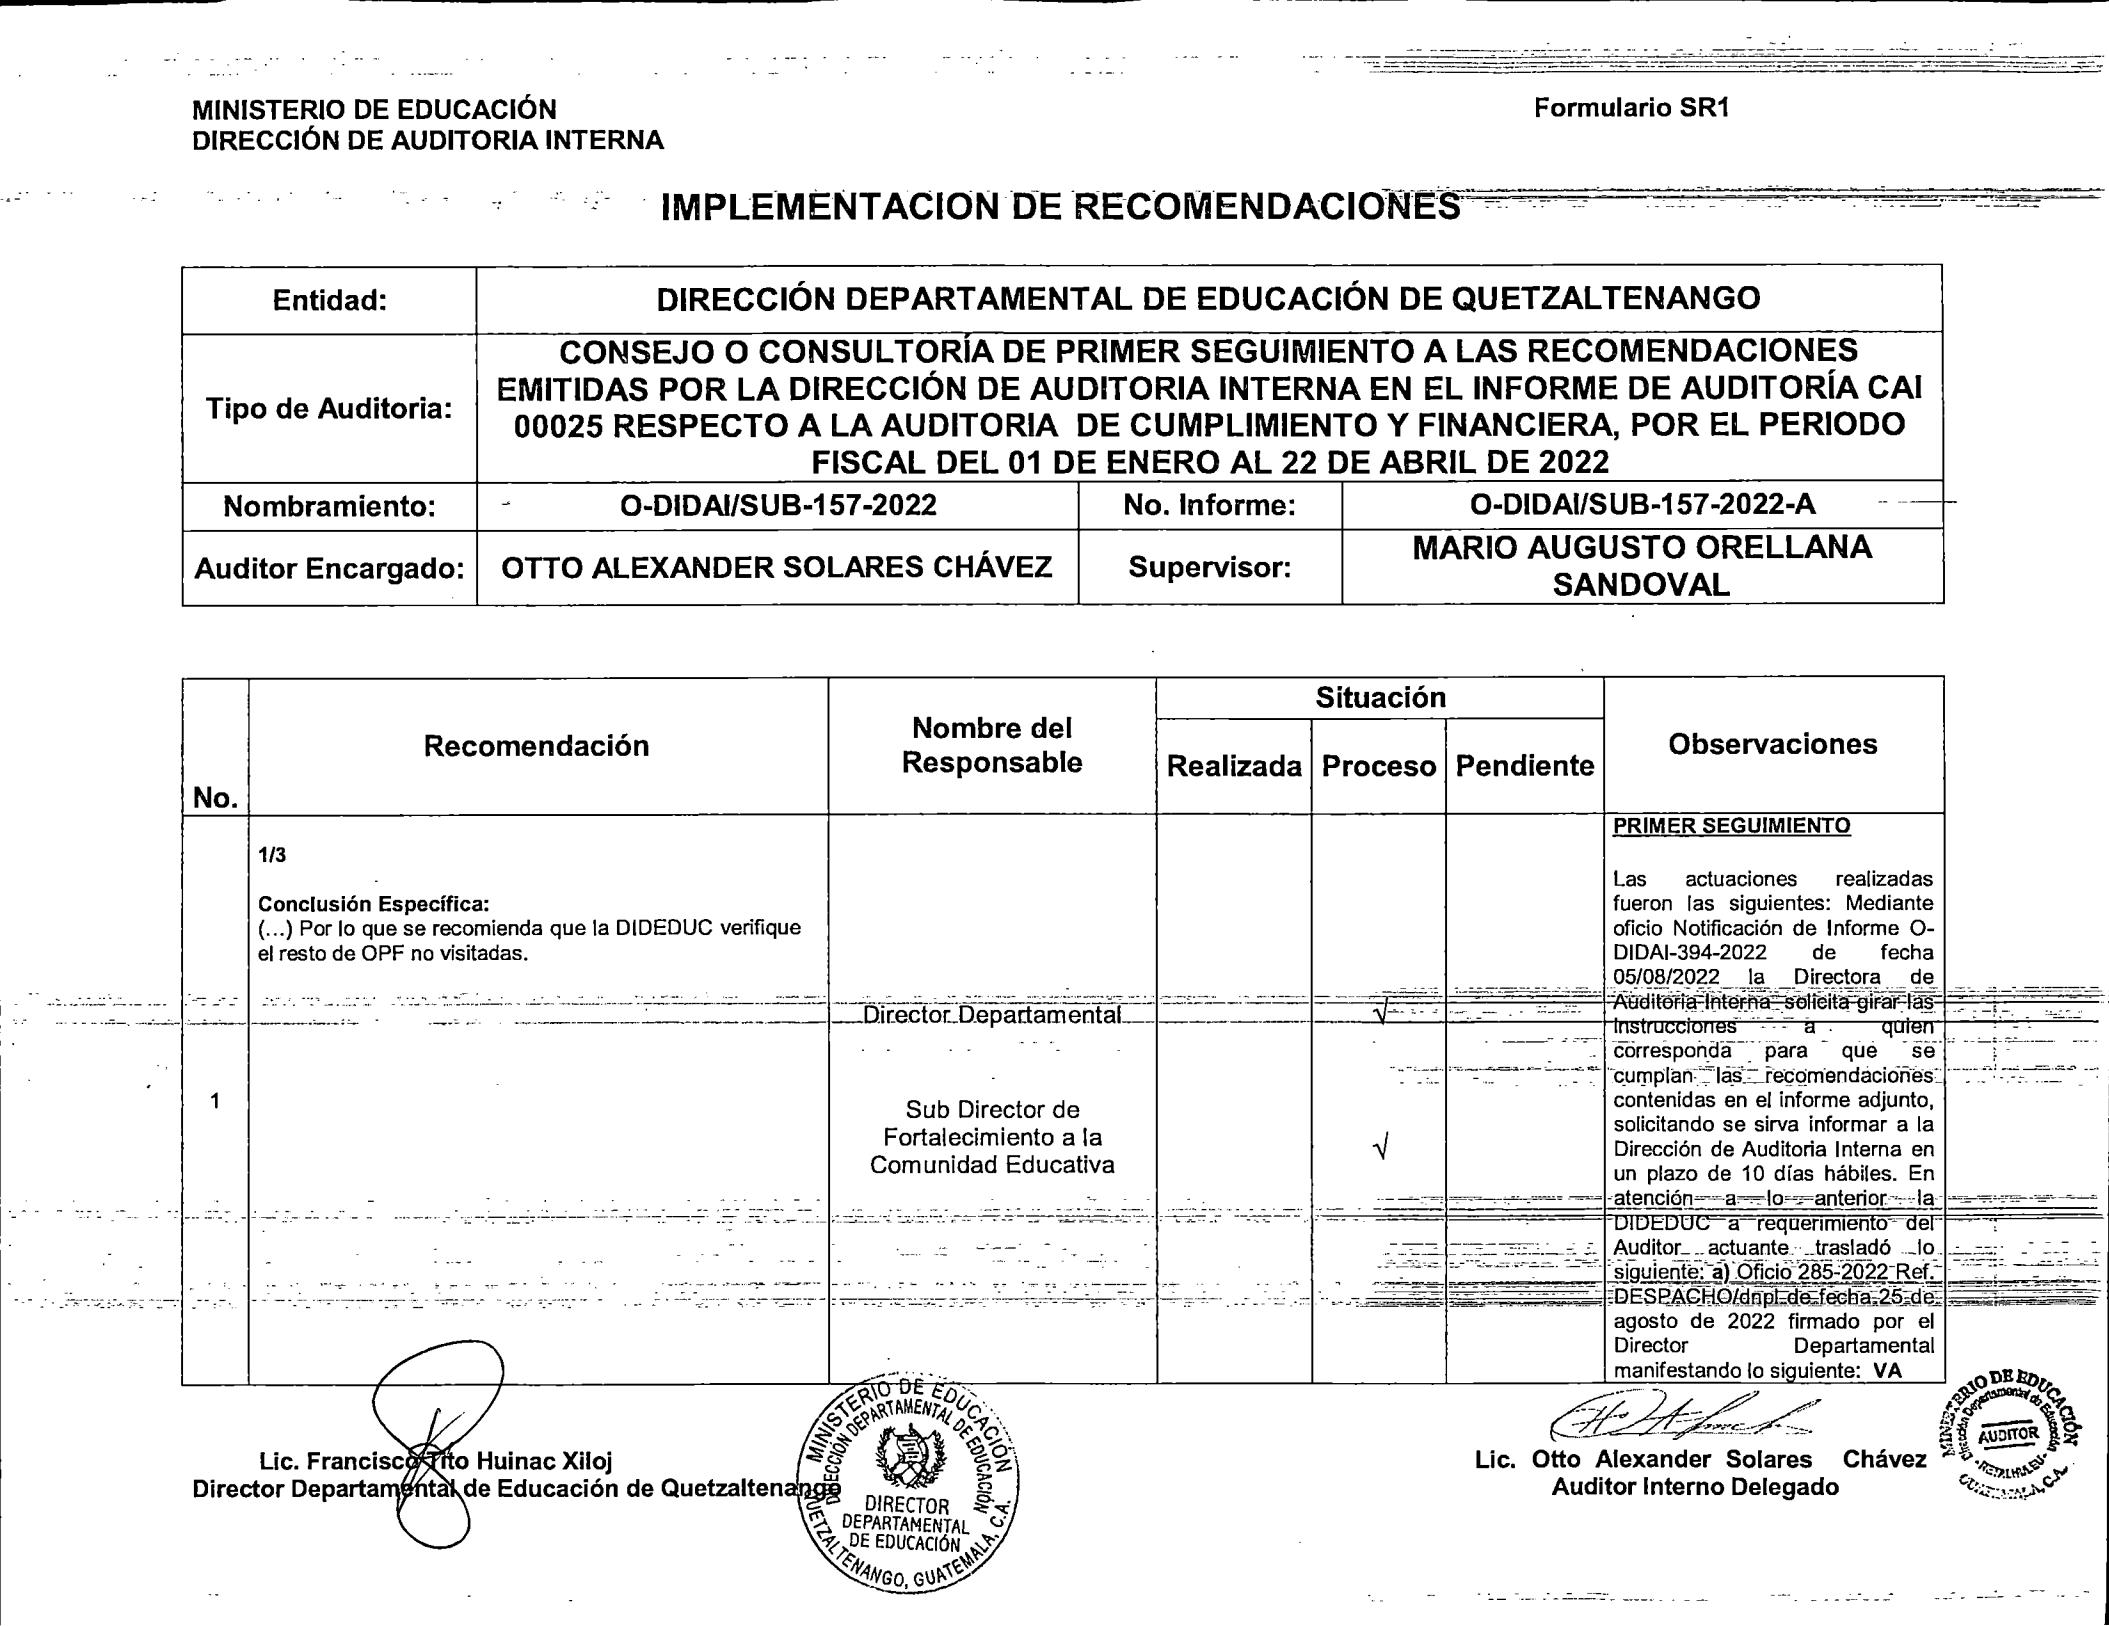 MINISTERIO DE EDUCACIÓN
DIRECCIÓN DE AUDITORIA INTERNA
Formulario SR1
IMPLEMENTACION DE RECOMENDACIONES
Entidad:
DIRECCIÓN DEPARTAMENTAL DE EDUCACIÓN DE QUETZALTENANGO
Tipo de Auditoria:
CONSEJO O CONSULTORÍA DE PRIMER SEGUIMIENTO A LAS RECOMENDACIONES
EMITIDAS POR LA DIRECCIÓN DE AUDITORIA INTERNA EN EL INFORME DE AUDITORÍA CAI
00025 RESPECTO A LA AUDITORIA DE CUMPLIMIENTO Y FINANCIERA, POR EL PERIODO
FISCAL DEL 01 DE ENERO AL 22 DE ABRIL DE 2022
Nombramiento:
O-DIDAI/SUB-157-2022
No. Informe:
O-DIDAI/SUB-157-2022-A
Auditor Encargado:
OTTO ALEXANDER SOLARES CHÁVEZ
Supervisor:
MARIO AUGUSTO ORELLANA
SANDOVAL
No.
Recomendación
Nombre del
Responsable
Situación
Realizada
Proceso
Pendiente
Observaciones
1
1/3
Conclusión Específica:
(...) Por lo que se recomienda que la DIDEDUC verifique
el resto de OPF no visitadas.
Director Departamental
√
Sub Director de
Fortalecimiento a la
Comunidad Educativa
√
PRIMER SEGUIMIENTO
Las actuaciones realizadas
fueron las siguientes: Mediante
oficio Notificación de Informe O-
DIDAI-394-2022 de fecha
05/08/2022 la Directora de
Auditoria Interna solicita girar las
instrucciones a quien
corresponda para que se
cumplan las recomendaciones
contenidas en el informe adjunto,
solicitando se sirva informar a la
Dirección de Auditoria Interna en
un plazo de 10 días hábiles. En
atención a lo anterior la
DIDEDUC a requerimiento del
Auditor actuante trasladó lo
siguiente: a) Oficio 285-2022 Ref.
DESPACHO/dnpl de fecha 25 de
agosto de 2022 firmado por el
Director Departamental
manifestando lo siguiente: VA
Lic. Francisco Tito Huinac Xiloj
Director Departamental de Educación de Quetzaltenango
MINISTERIO DE EDUCACIÓN
DIRECCIÓN DEPARTAMENTAL DE EDUCACIÓN
DIRECTOR
DEPARTAMENTAL
DE EDUCACIÓN
QUETZALTENANGO, GUATEMALA, C.A.
Lic. Otto Alexander Solares Chávez
Auditor Interno Delegado
MINISTERIO DE EDUCACIÓN
Dirección Departamental de Educación
AUDITOR
GUATEMALA, C.A.